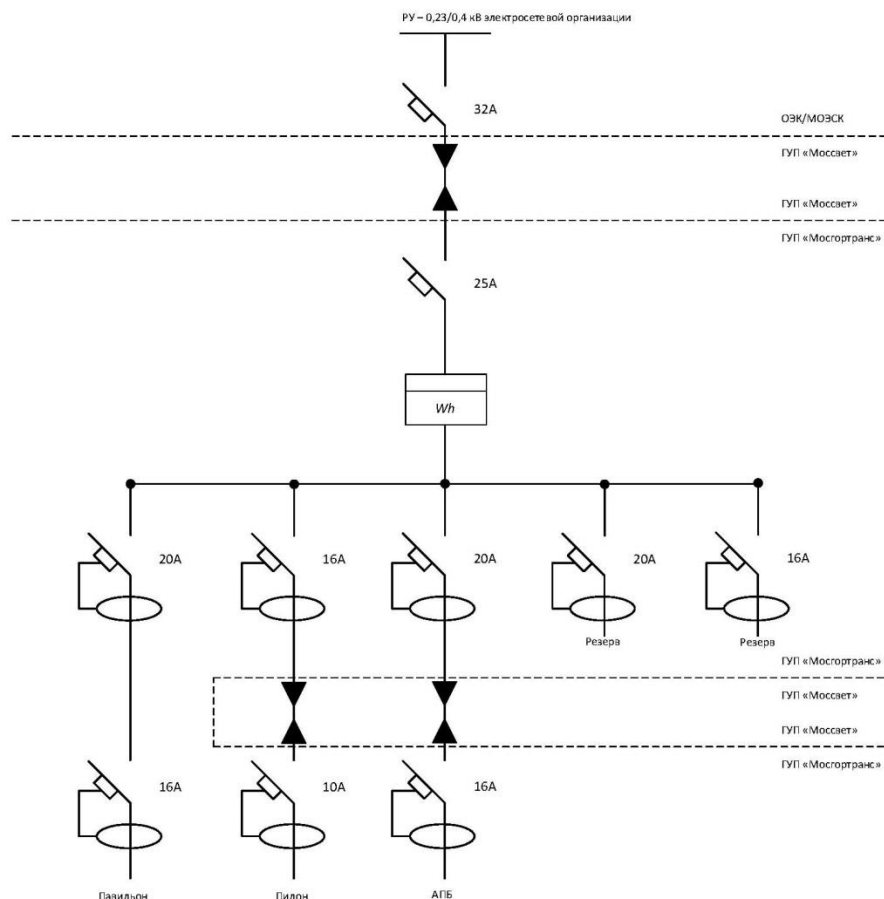 РУ – 0,23/0,4 кВ электросетевой организации
32А
ОЭК/МОЭСК
ГУП «Моссвет»
ГУП «Моссвет»
ГУП «Мосгортранс»
25А
Wh
20А 16А 20А 20А 16А
Резерв Резерв
ГУП «Мосгортранс»
ГУП «Моссвет»
ГУП «Моссвет»
ГУП «Мосгортранс»
16А 10А 16А
Павильон Пилон АПБ